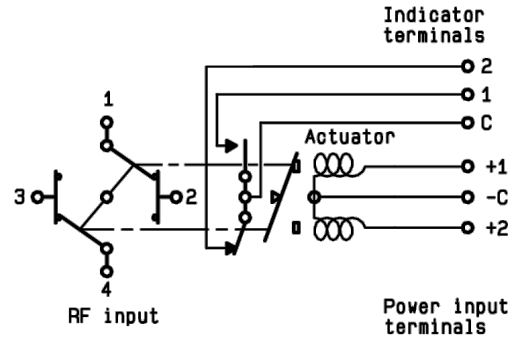 Indicator
terminals
2
1
1
C
Actuator
+1
3
2
-C
+2
4
RF input
Power input
terminals